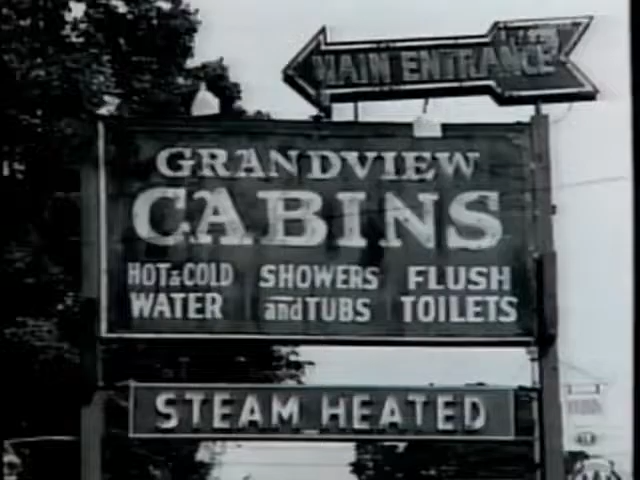 MAIN ENTRANCE
GRANDVIEW
CABINS
HOT & COLD WATER
SHOWERS and TUBS
FLUSH TOILETS
STEAM HEATED